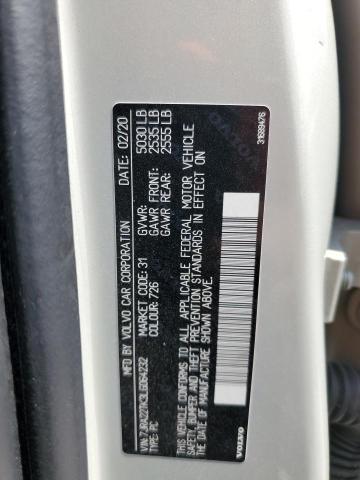 MFD BY VOLVO CAR CORPORATION DATE: 02/20
MARKET CODE: 31 GVWR: 5030 LB
COLOUR: 726 GAWR FRONT: 2535 LB
GAWR REAR: 2555 LB
VIN: 7JRA22TK3LG064232
TYPE: PC
THIS VEHICLE CONFORMS TO ALL APPLICABLE FEDERAL MOTOR VEHICLE
SAFETY, BUMPER AND THEFT PREVENTION STANDARDS IN EFFECT ON
THE DATE OF MANUFACTURE SHOWN ABOVE.
VOLVO
31689476